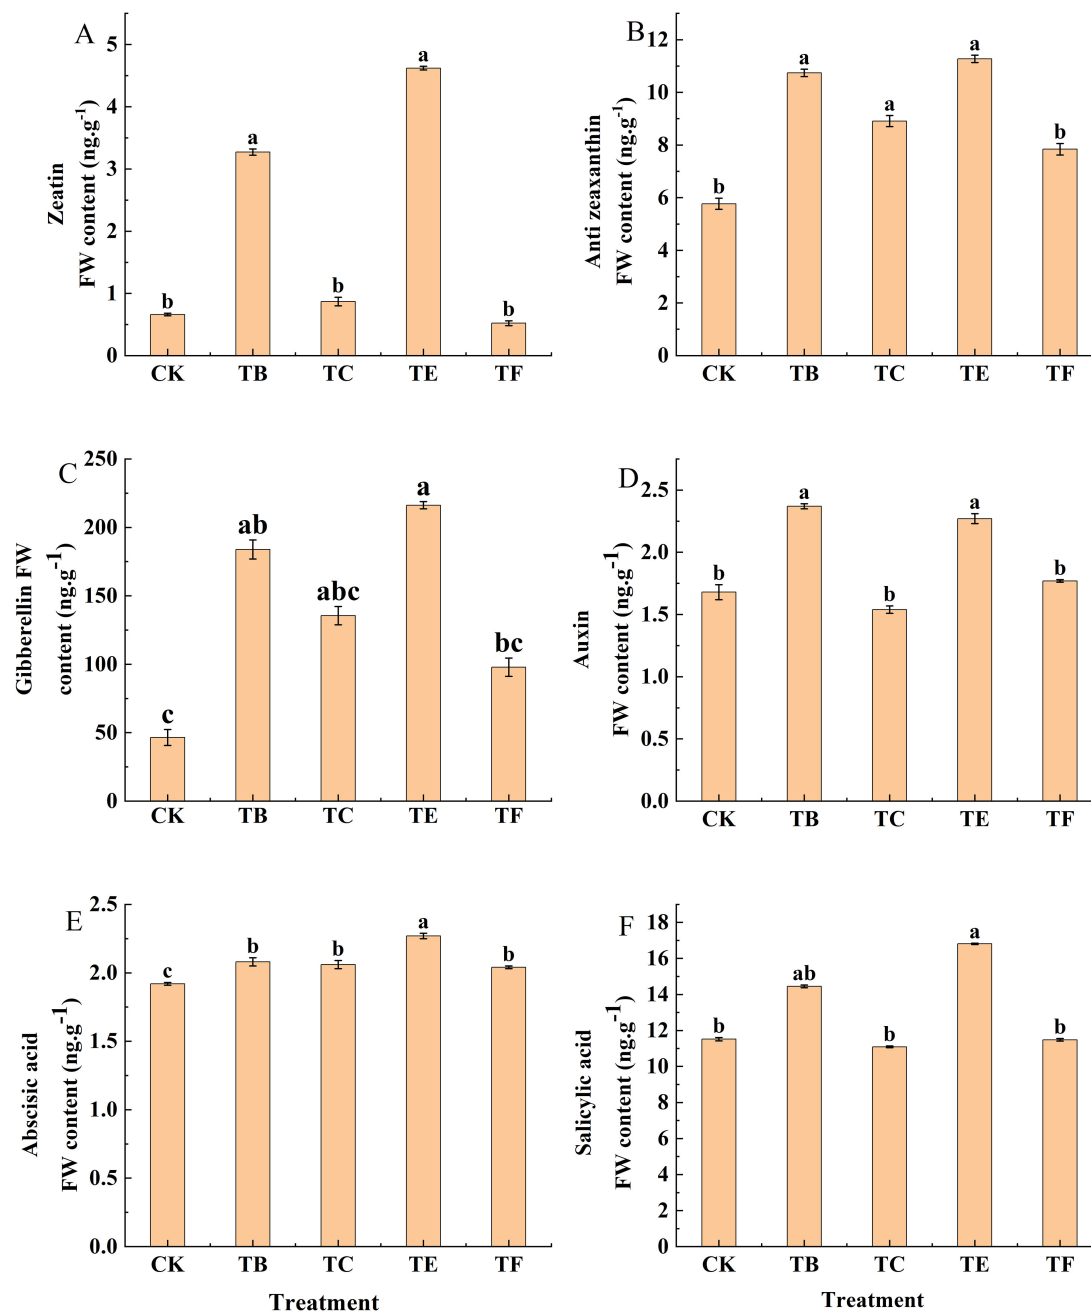 A
Zeatin
FW content (ng.g-1)
5
4
3
2
1
0
b
a
b
a
b
CK TB TC TE TF
B
Anti zeaxanthin
FW content (ng.g-1)
12
10
8
6
4
2
0
b
a
a
a
b
CK TB TC TE TF
C
Gibberellin FW
content (ng.g-1)
250
200
150
100
50
0
c
ab
abc
a
bc
CK TB TC TE TF
D
Auxin
FW content (ng.g-1)
2.5
2.0
1.5
1.0
0.5
0.0
b
a
b
a
b
CK TB TC TE TF
E
Abscisic acid
FW content (ng.g-1)
2.5
2.0
1.5
1.0
0.5
0.0
c
b
b
a
b
CK TB TC TE TF
Treatment
F
Salicylic acid
FW content (ng.g-1)
18
16
14
12
10
8
6
4
2
0
b
ab
b
a
b
CK TB TC TE TF
Treatment